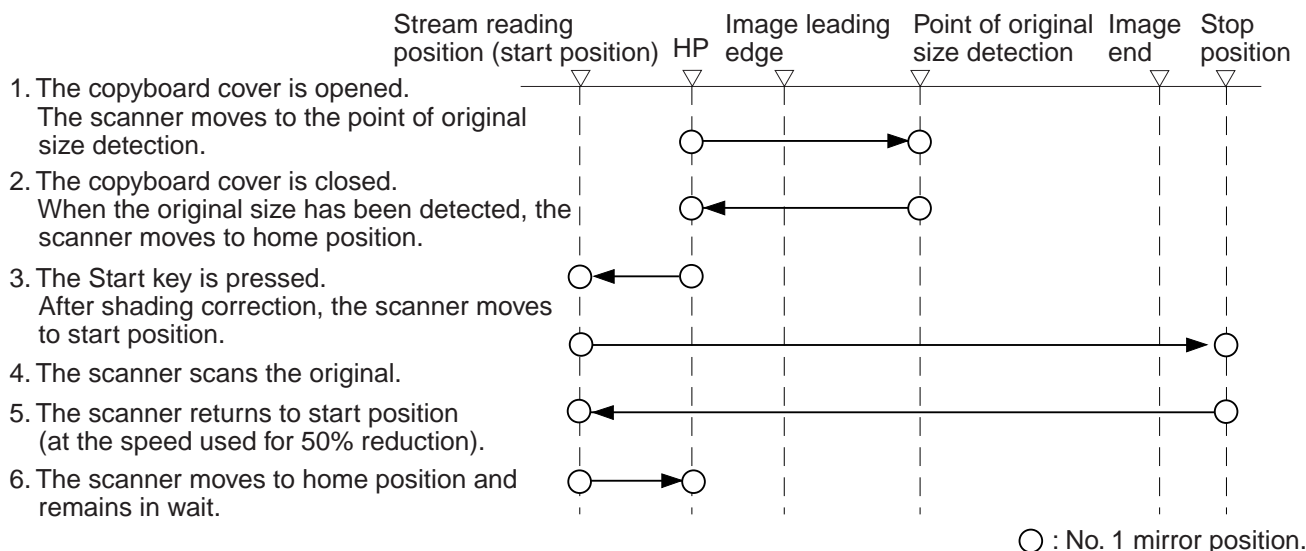 Stream reading
position (start position)
HP
Image leading
edge
Point of original
size detection
Image
end
Stop
position
1. The copyboard cover is opened.
The scanner moves to the point of original
size detection.
2. The copyboard cover is closed.
When the original size has been detected, the
scanner moves to home position.
3. The Start key is pressed.
After shading correction, the scanner moves
to start position.
4. The scanner scans the original.
5. The scanner returns to start position
(at the speed used for 50% reduction).
6. The scanner moves to home position and
remains in wait.
: No. 1 mirror position.